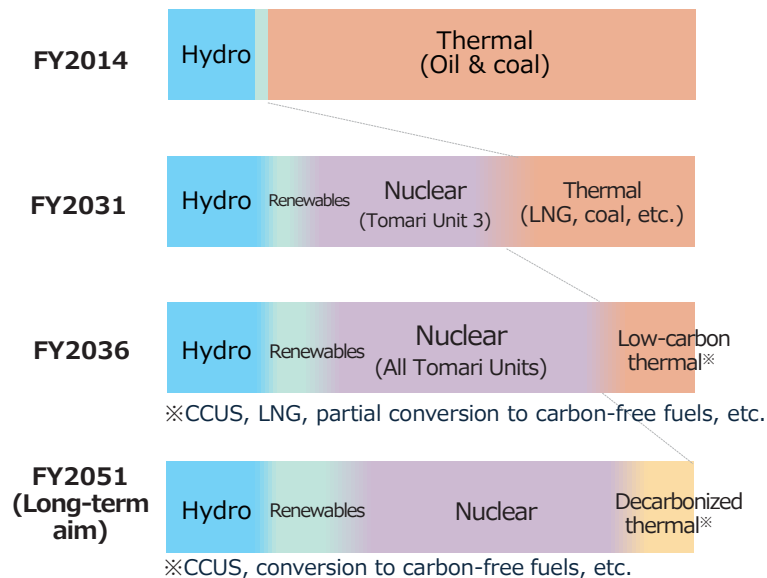 FY2014
Hydro
Thermal
(Oil & coal)
FY2031
Hydro
Renewables
Nuclear
(Tomari Unit 3)
Thermal
(LNG, coal, etc.)
FY2036
Hydro
Renewables
Nuclear
(All Tomari Units)
Low-carbon
thermal※
※CCUS, LNG, partial conversion to carbon-free fuels, etc.
FY2051
(Long-term
aim)
Hydro
Renewables
Nuclear
Decarbonized
thermal※
※CCUS, conversion to carbon-free fuels, etc.